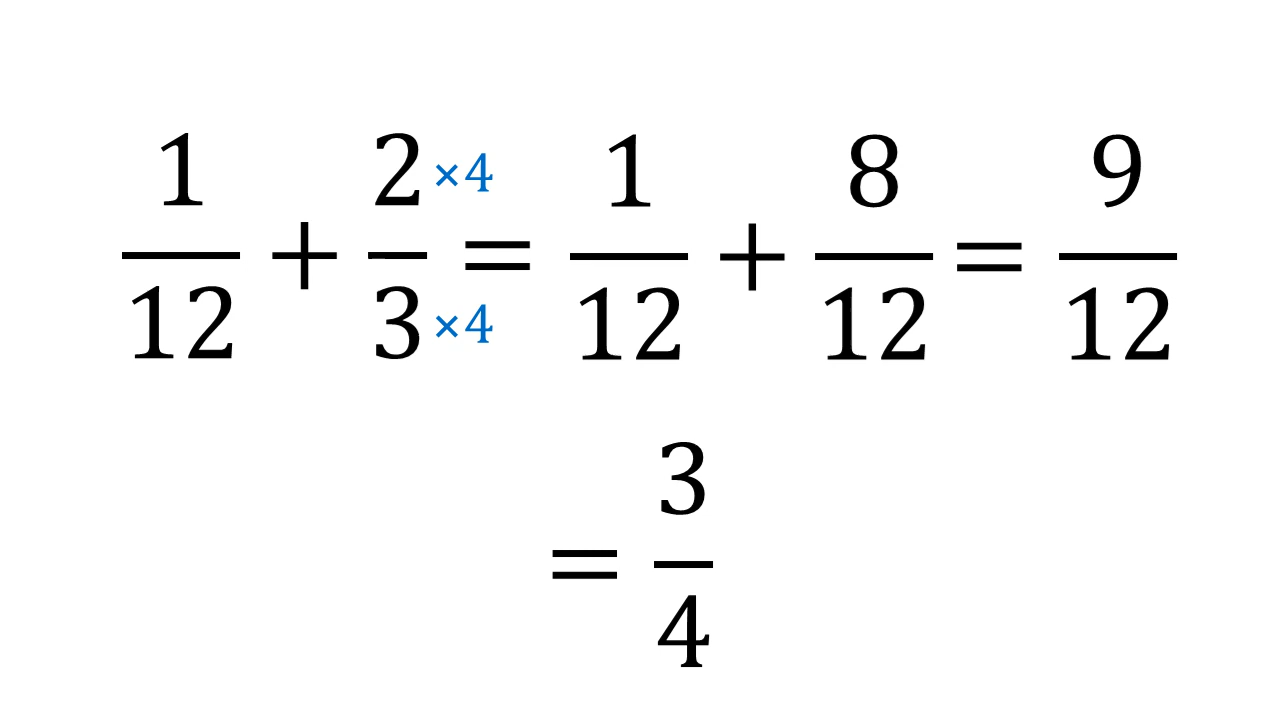 1/12 + 2×4/3×4 = 1/12 + 8/12 = 9/12
= 3/4